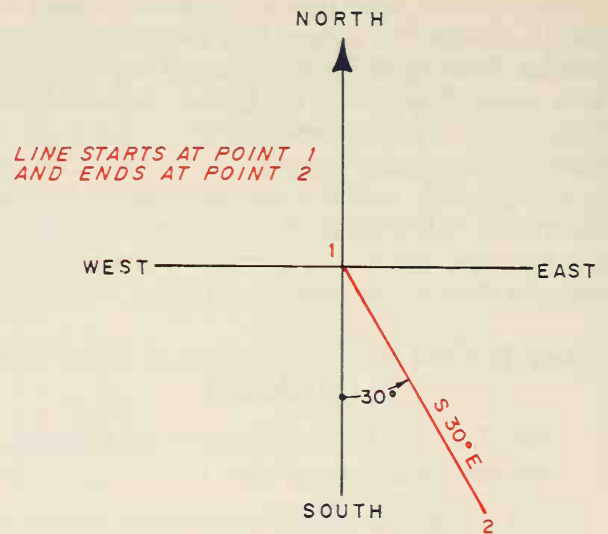 NORTH
LINE STARTS AT POINT 1
AND ENDS AT POINT 2
1
WEST
EAST
30°
S 30° E
SOUTH
2